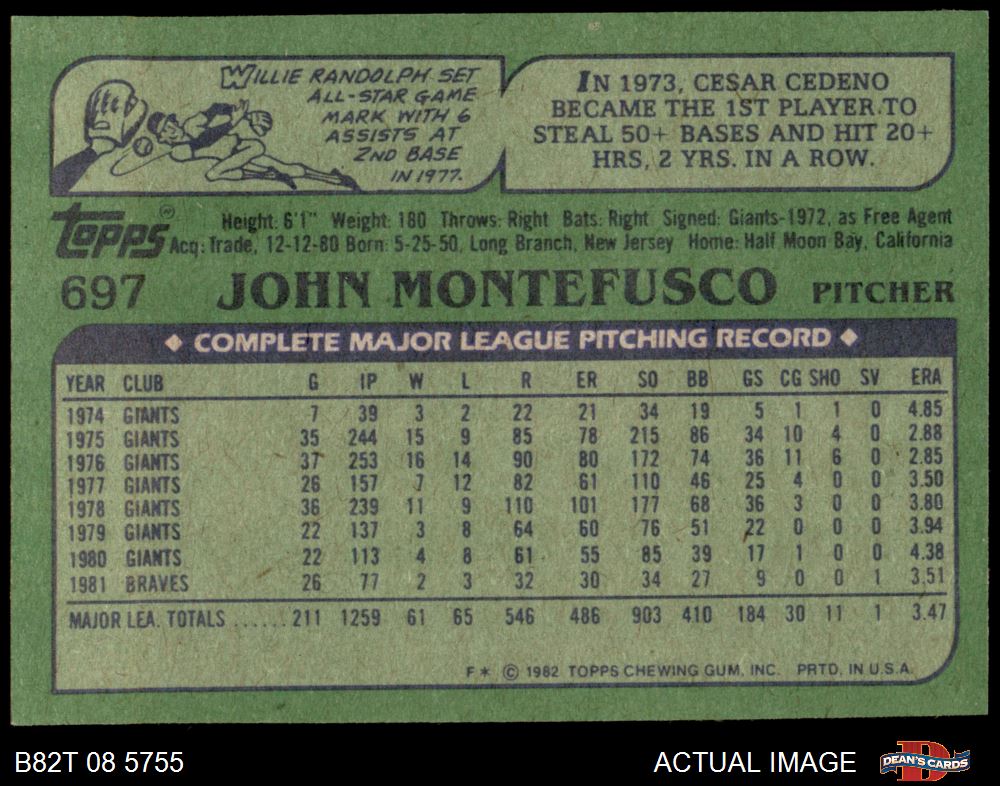 WILLIE RANDOLPH SET
ALL-STAR GAME
MARK WITH 6
ASSISTS AT
2ND BASE
IN 1977.
IN 1973, CESAR CEDENO
BECAME THE 1ST PLAYER TO
STEAL 50+ BASES AND HIT 20+
HRS, 2 YRS. IN A ROW.
topps
Height: 6'1" Weight: 180 Throws: Right Bats: Right Signed: Giants-1972, as Free Agent
Acq: Trade, 12-12-80 Born: 5-25-50, Long Branch, New Jersey Home: Half Moon Bay, California
697 JOHN MONTEFUSCO PITCHER
COMPLETE MAJOR LEAGUE PITCHING RECORD
YEAR CLUB G IP W L R ER SO BB GS CG SHO SV ERA
1974 GIANTS 7 39 3 2 22 21 34 19 5 1 1 0 4.85
1975 GIANTS 35 244 15 9 85 78 215 86 34 10 4 0 2.88
1976 GIANTS 37 253 16 14 90 80 172 74 36 11 6 0 2.85
1977 GIANTS 26 157 7 12 82 61 110 46 25 4 0 0 3.50
1978 GIANTS 36 239 11 9 110 101 177 68 36 3 0 0 3.80
1979 GIANTS 22 137 3 8 64 60 76 51 22 0 0 0 3.94
1980 GIANTS 22 113 4 8 61 55 85 39 17 1 0 0 4.38
1981 BRAVES 26 77 2 3 32 30 34 27 9 0 0 1 3.51
MAJOR LEA. TOTALS ...... 211 1259 61 65 546 486 903 410 184 30 11 1 3.47
F * © 1982 TOPPS CHEWING GUM, INC. PRTD. IN U.S.A.
B82T 08 5755 ACTUAL IMAGE DEAN'S CARDS